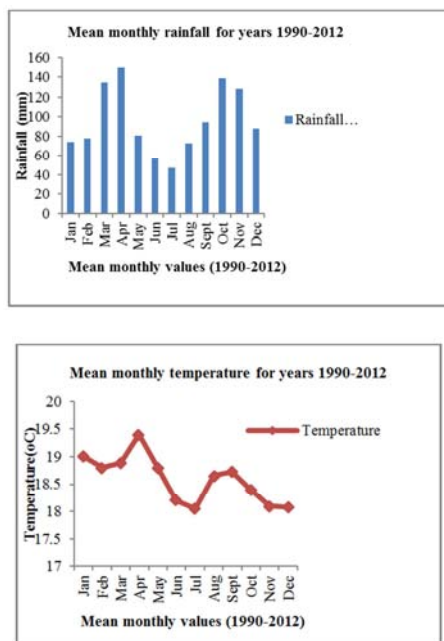 Mean monthly rainfall for years 1990-2012
Rainfall (mm)
160
140
120
100
80
60
40
20
0
Jan
Feb
Mar
Apr
May
Jun
Jul
Aug
Sept
Oct
Nov
Dec
Rainfall…
Mean monthly values (1990-2012)
Mean monthly temperature for years 1990-2012
Temperature(oC)
20
19.5
19
18.5
18
17.5
17
Jan
Feb
Mar
Apr
May
Jun
Jul
Aug
Sept
Oct
Nov
Dec
Temperature
Mean monthly values (1990-2012)